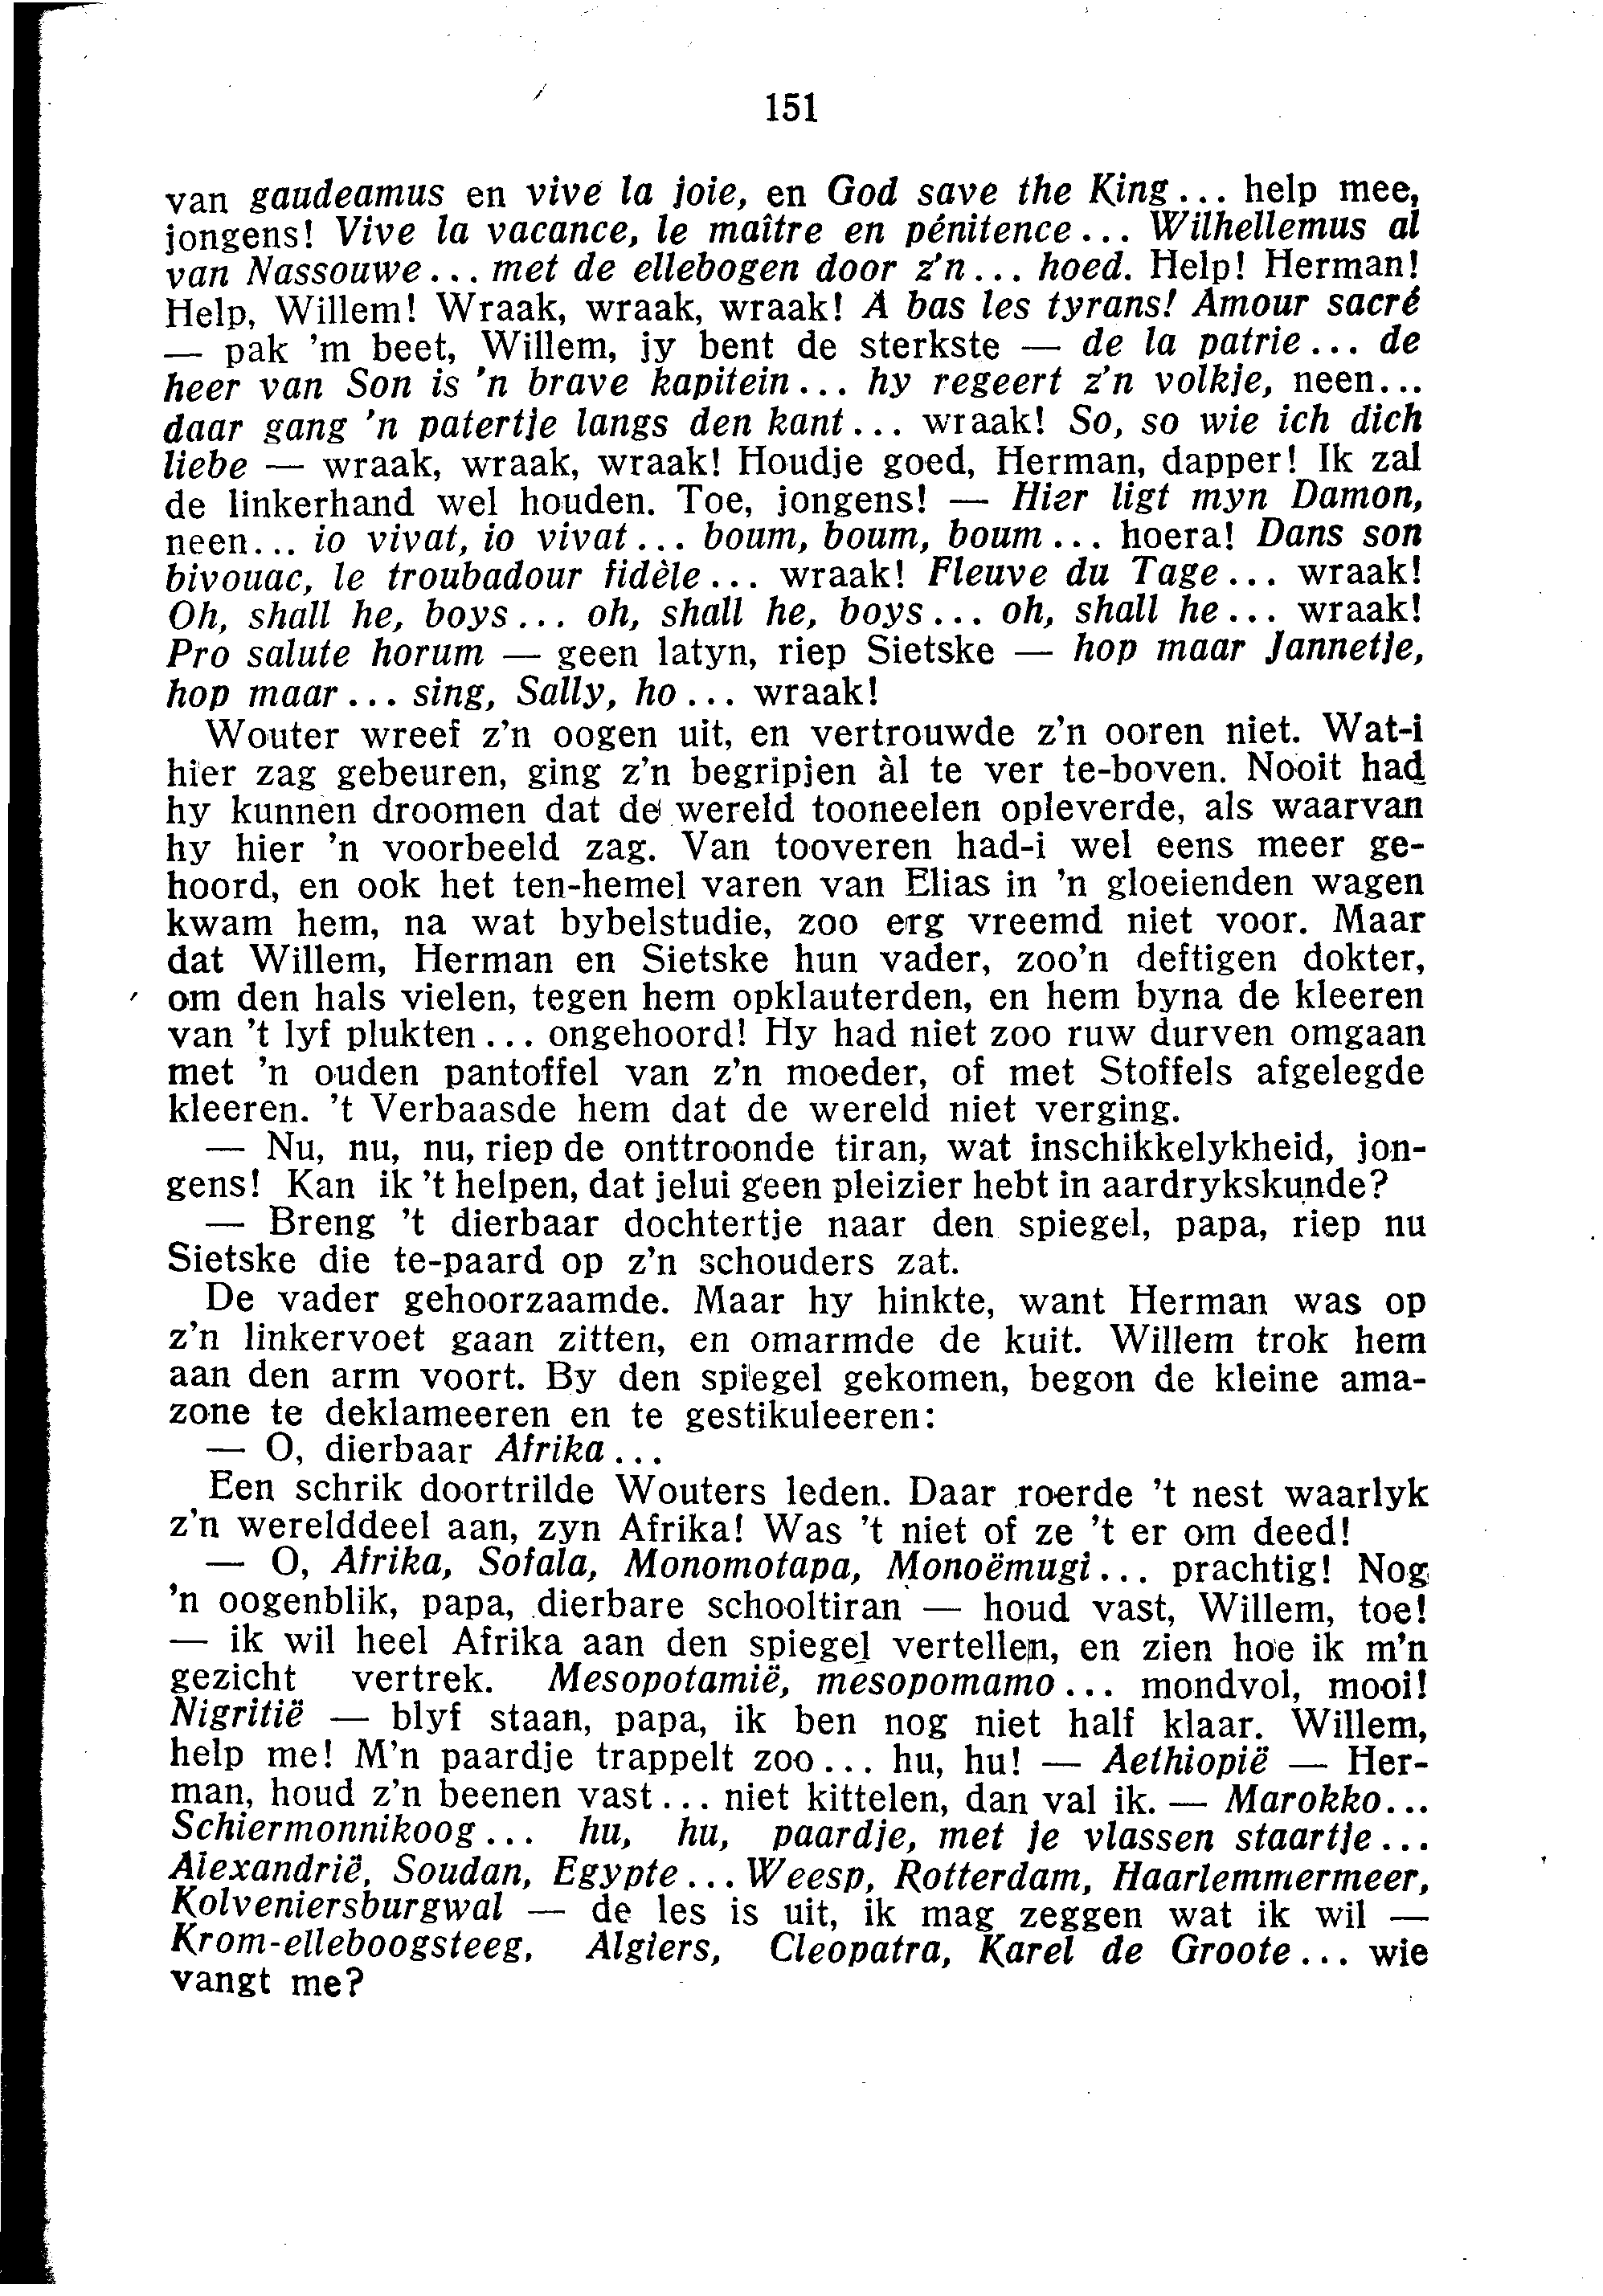 151
van gaudeamus en vive la joie, en God save the King... help mee,
jongens! Vive la vacance, le maître en pénitence... Wilhellemus al
van Nassouwe... met de ellebogen door z'n... hoed. Help! Herman!
Help, Willem! Wraak, wraak, wraak! A bas les tyrans! Amour sacré
— pak 'm beet, Willem, jy bent de sterkste — de la patrie... de
heer van Son is 'n brave kapitein... hy regeert z'n volkje, neen...
daar gang 'n patertje langs den kant... wraak! So, so wie ich dich
liebe — wraak, wraak, wraak! Houdje goed, Herman, dapper! Ik zal
de linkerhand wel houden. Toe, jongens! — Hier ligt myn Damon,
neen... io vivat, io vivat... boum, boum, boum... hoera! Dans son
bivouac, le troubadour fidèle... wraak! Fleuve du Tage... wraak!
Oh, shall he, boys... oh, shall he, boys... oh, shall he... wraak!
Pro salute horum — geen latyn, riep Sietske — hop maar Jannetje,
hop maar... sing, Sally, ho... wraak!
Wouter wreef z'n oogen uit, en vertrouwde z'n ooren niet. Wat-i
hier zag gebeuren, ging z'n begripjen àl te ver te-boven. Nooit had
hy kunnen droomen dat de wereld tooneelen opleverde, als waarvan
hy hier 'n voorbeeld zag. Van tooveren had-i wel eens meer ge-
hoord, en ook het ten-hemel varen van Elias in 'n gloeienden wagen
kwam hem, na wat bybelstudie, zoo erg vreemd niet voor. Maar
dat Willem, Herman en Sietske hun vader, zoo'n deftigen dokter,
om den hals vielen, tegen hem opklauterden, en hem byna de kleeren
van 't lyf plukten... ongehoord! Hy had niet zoo ruw durven omgaan
met 'n ouden pantoffel van z'n moeder, of met Stoffels afgelegde
kleeren. 't Verbaasde hem dat de wereld niet verging.
— Nu, nu, nu, riep de onttroonde tiran, wat inschikkelykheid, jon-
gens! Kan ik 't helpen, dat jelui geen pleizier hebt in aardrykskunde?
— Breng 't dierbaar dochtertje naar den spiegel, papa, riep nu
Sietske die te-paard op z'n schouders zat.
De vader gehoorzaamde. Maar hy hinkte, want Herman was op
z'n linkervoet gaan zitten, en omarmde de kuit. Willem trok hem
aan den arm voort. By den spiegel gekomen, begon de kleine ama-
zone te deklameeren en te gestikuleeren:
— O, dierbaar Afrika...
Een schrik doortrilde Wouters leden. Daar roerde 't nest waarlyk
z'n werelddeel aan, zyn Afrika! Was 't niet of ze 't er om deed!
— O, Afrika, Sofala, Monomotapa, Monoëmugi... prachtig! Nog
'n oogenblik, papa, dierbare schooltiran — houd vast, Willem, toe!
— ik wil heel Afrika aan den spiegel vertellen, en zien hoe ik m'n
gezicht vertrek. Mesopotamië, mesopomamo... mondvol, mooi!
Nigritië — blyf staan, papa, ik ben nog niet half klaar. Willem,
help me! M'n paardje trappelt zoo... hu, hu! — Aethiopië — Her-
man, houd z'n beenen vast... niet kittelen, dan val ik. — Marokko...
Schiermonnikoog... hu, hu, paardje, met je vlassen staartje...
Alexandrië, Soudan, Egypte... Weesp, Rotterdam, Haarlemmermeer,
Kolveniersburgwal — de les is uit, ik mag zeggen wat ik wil —
Krom-elleboogsteeg, Algiers, Cleopatra, Karel de Groote... wie
vangt me?